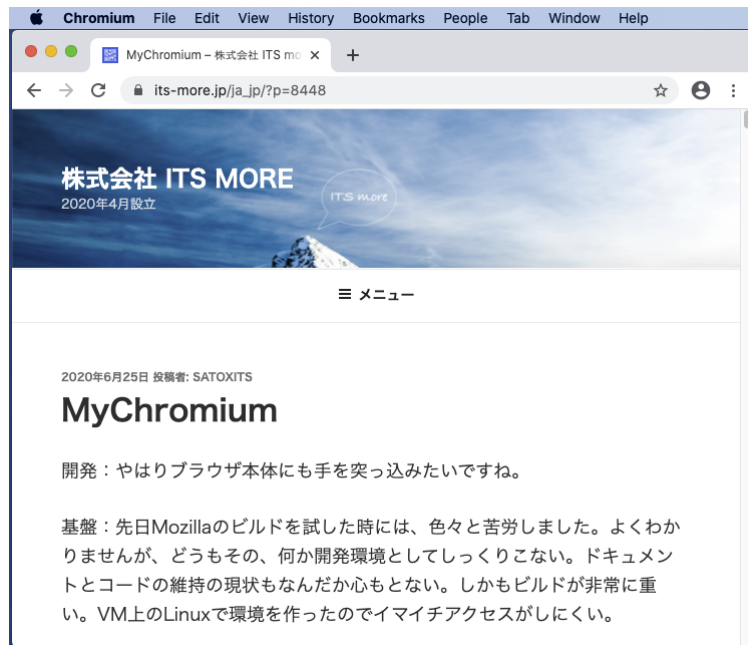 Chromium File Edit View History Bookmarks People Tab Window Help
MyChromium – 株式会社 ITS mo
its-more.jp/ja_jp/?p=8448
株式会社 ITS MORE
2020年4月設立
ITS more
メニュー
2020年6月25日 投稿者: SATOXITS
MyChromium
開発：やはりブラウザ本体にも手を突っ込みたいですね。
基盤：先日Mozillaのビルドを試した時には、色々と苦労しました。よくわか
りませんが、どうもその、何か開発環境としてしっくりこない。ドキュメン
トとコードの維持の現状もなんだか心もとない。しかもビルドが非常に重
い。VM上のLinuxで環境を作ったのでイマイチアクセスがしにくい。